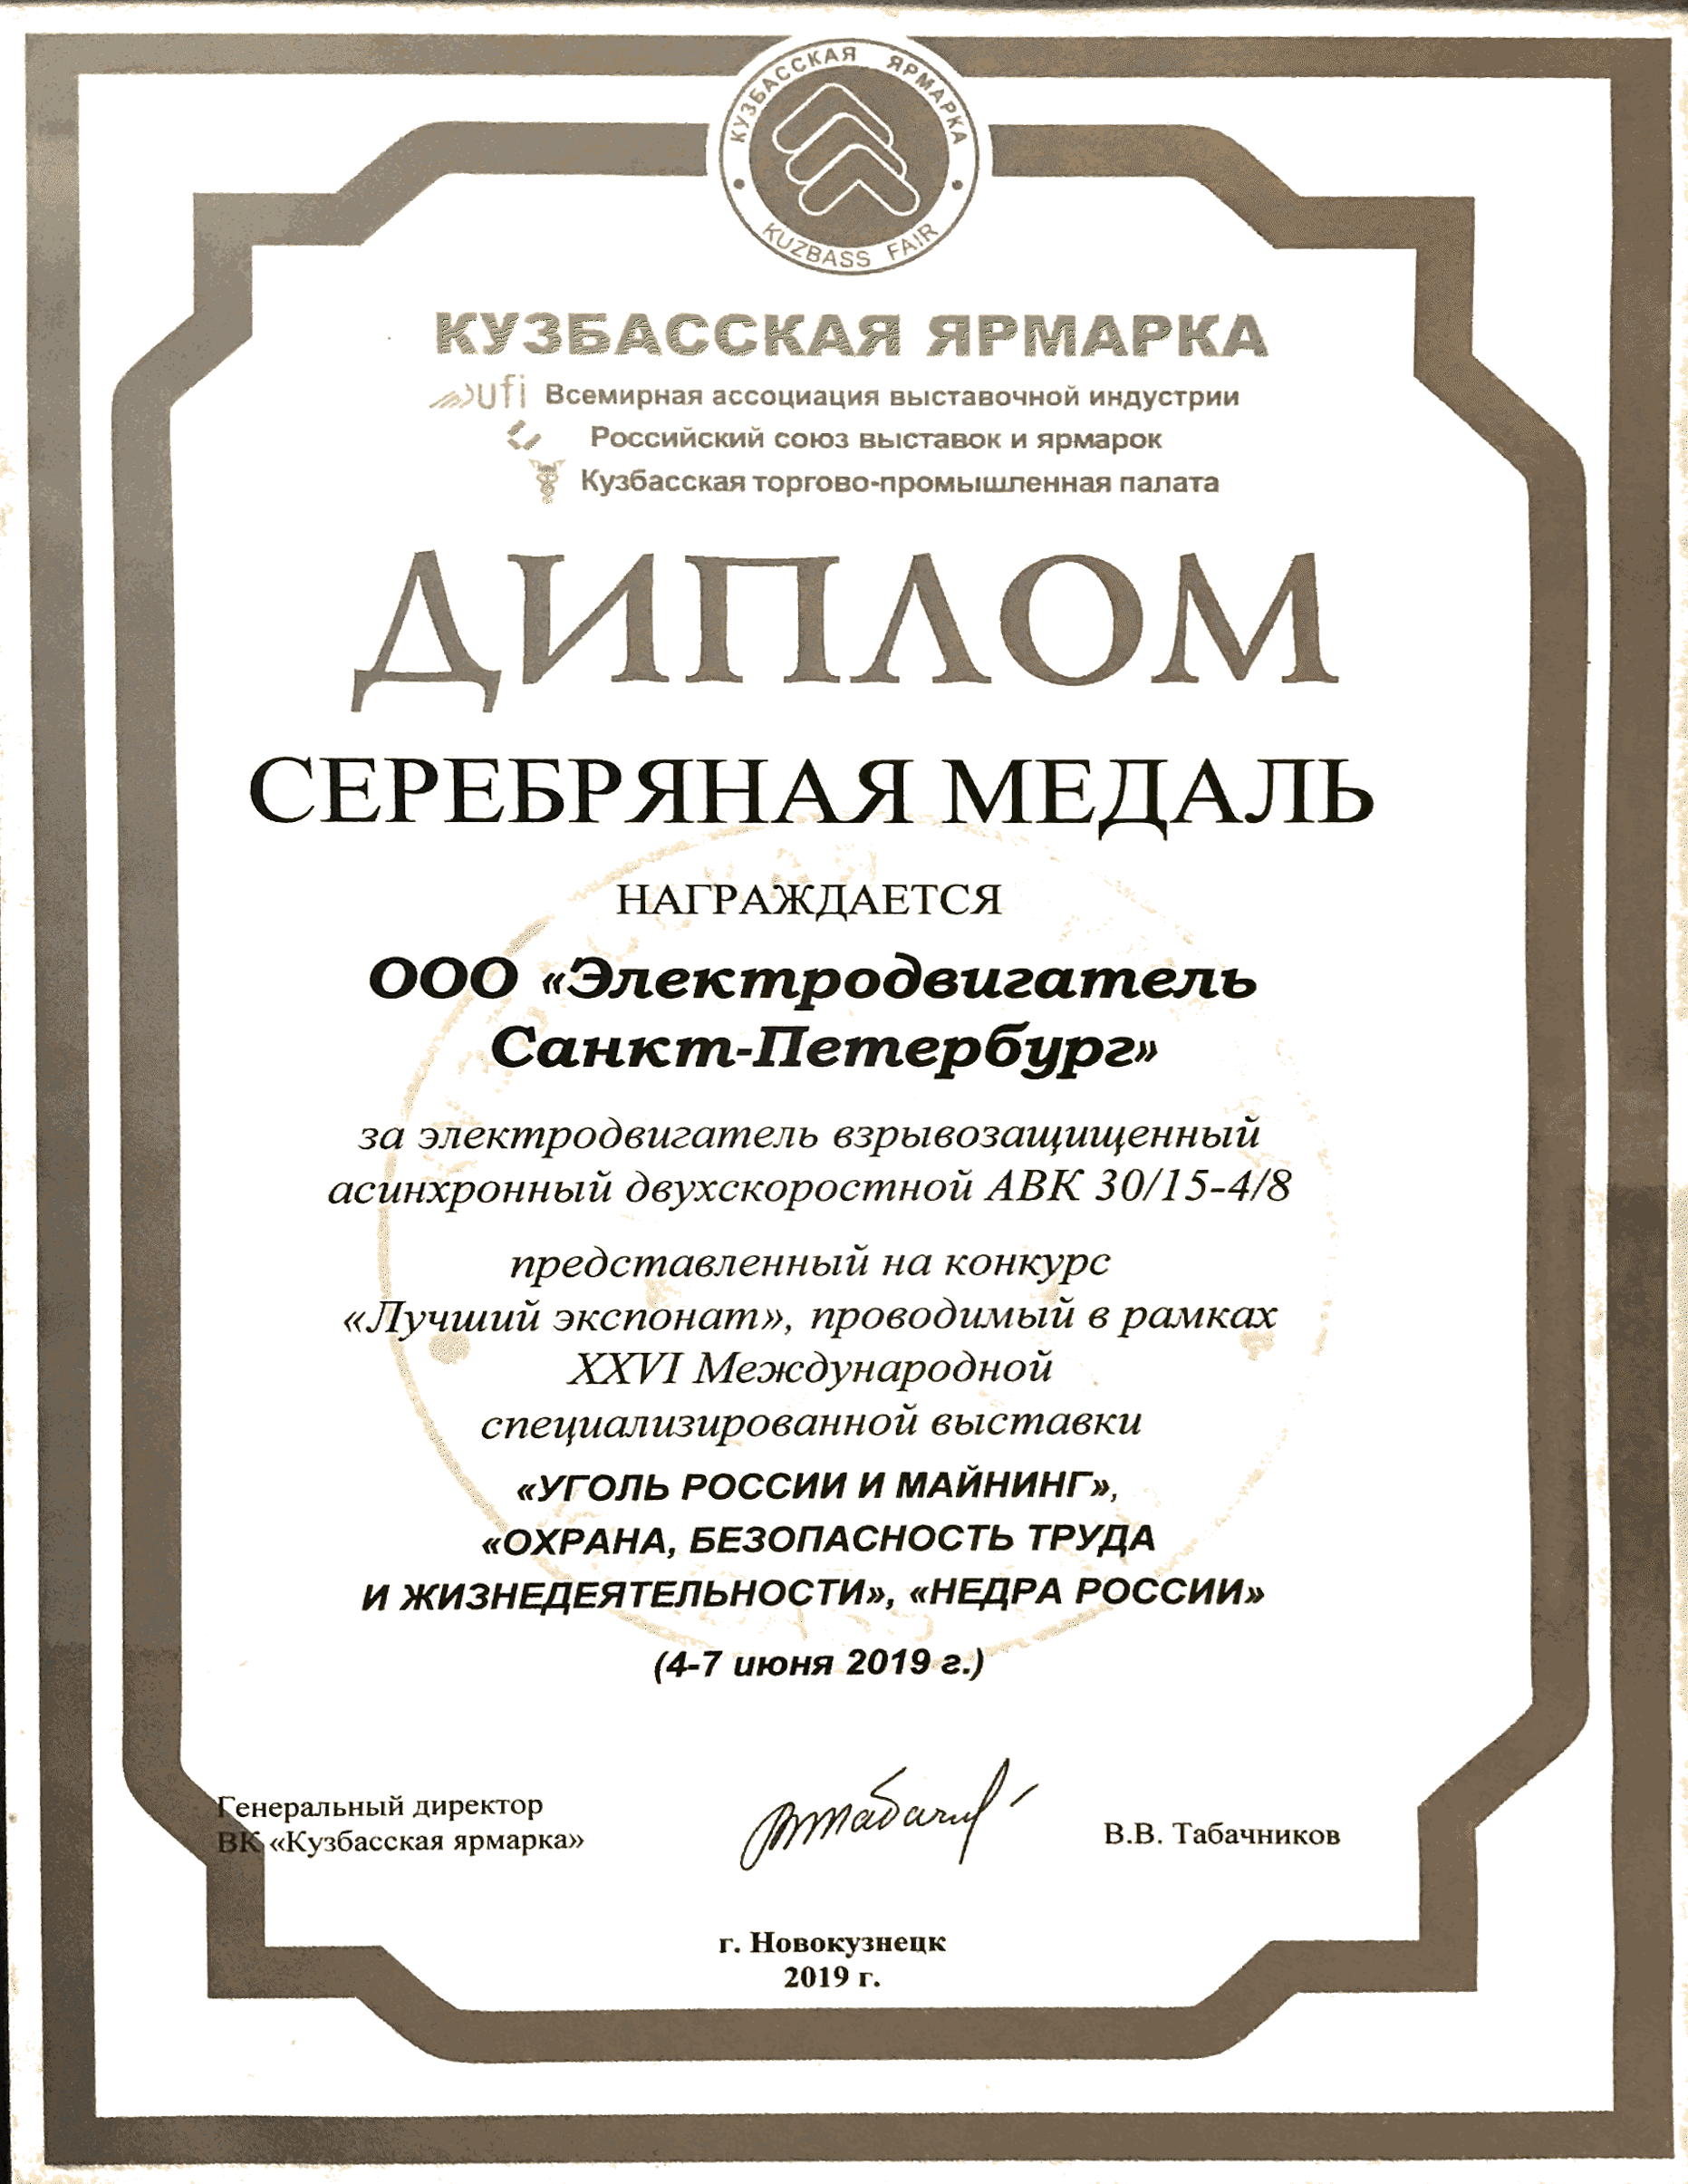 КУЗБАССКАЯ ЯРМАРКА
KUZBASS FAIR
КУЗБАССКАЯ ЯРМАРКА
ufi Всемирная ассоциация выставочной индустрии
Российский союз выставок и ярмарок
Кузбасская торгово-промышленная палата
ДИПЛОМ
СЕРЕБРЯНАЯ МЕДАЛЬ
НАГРАЖДАЕТСЯ
ООО «Электродвигатель
Санкт-Петербург»
за электродвигатель взрывозащищенный
асинхронный двухскоростной АВК 30/15-4/8
представленный на конкурс
«Лучший экспонат», проводимый в рамках
XXVI Международной
специализированной выставки
«УГОЛЬ РОССИИ И МАЙНИНГ»,
«ОХРАНА, БЕЗОПАСНОСТЬ ТРУДА
И ЖИЗНЕДЕЯТЕЛЬНОСТИ», «НЕДРА РОССИИ»
(4-7 июня 2019 г.)
Генеральный директор
ВК «Кузбасская ярмарка»
В.В. Табачников
г. Новокузнецк
2019 г.